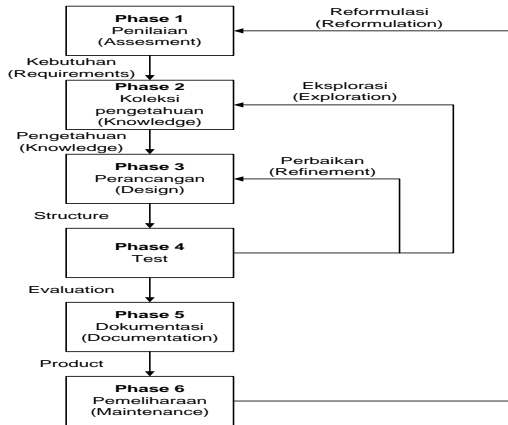 Phase 1
Penilaian
(Assesment)
Reformulasi
(Reformulation)
Kebutuhan
(Requirements)
Phase 2
Koleksi
pengetahuan
(Knowledge)
Eksplorasi
(Exploration)
Pengetahuan
(Knowledge)
Phase 3
Perancangan
(Design)
Perbaikan
(Refinement)
Structure
Phase 4
Test
Evaluation
Phase 5
Dokumentasi
(Documentation)
Product
Phase 6
Pemeliharaan
(Maintenance)